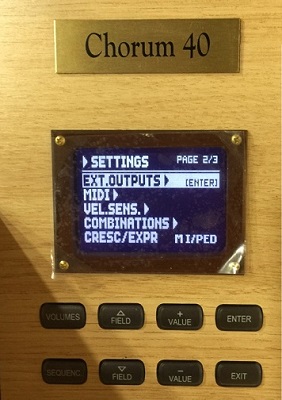 Chorum 40
▶SETTINGS PAGE 2/3
EXT.OUTPUTS▶ [ENTER]
MIDI▶
VEL.SENS.▶
COMBINATIONS▶
CRESC/EXPR M I/PED
VOLUMES △ FIELD + VALUE ENTER
SEQUENC. ▽ FIELD − VALUE EXIT